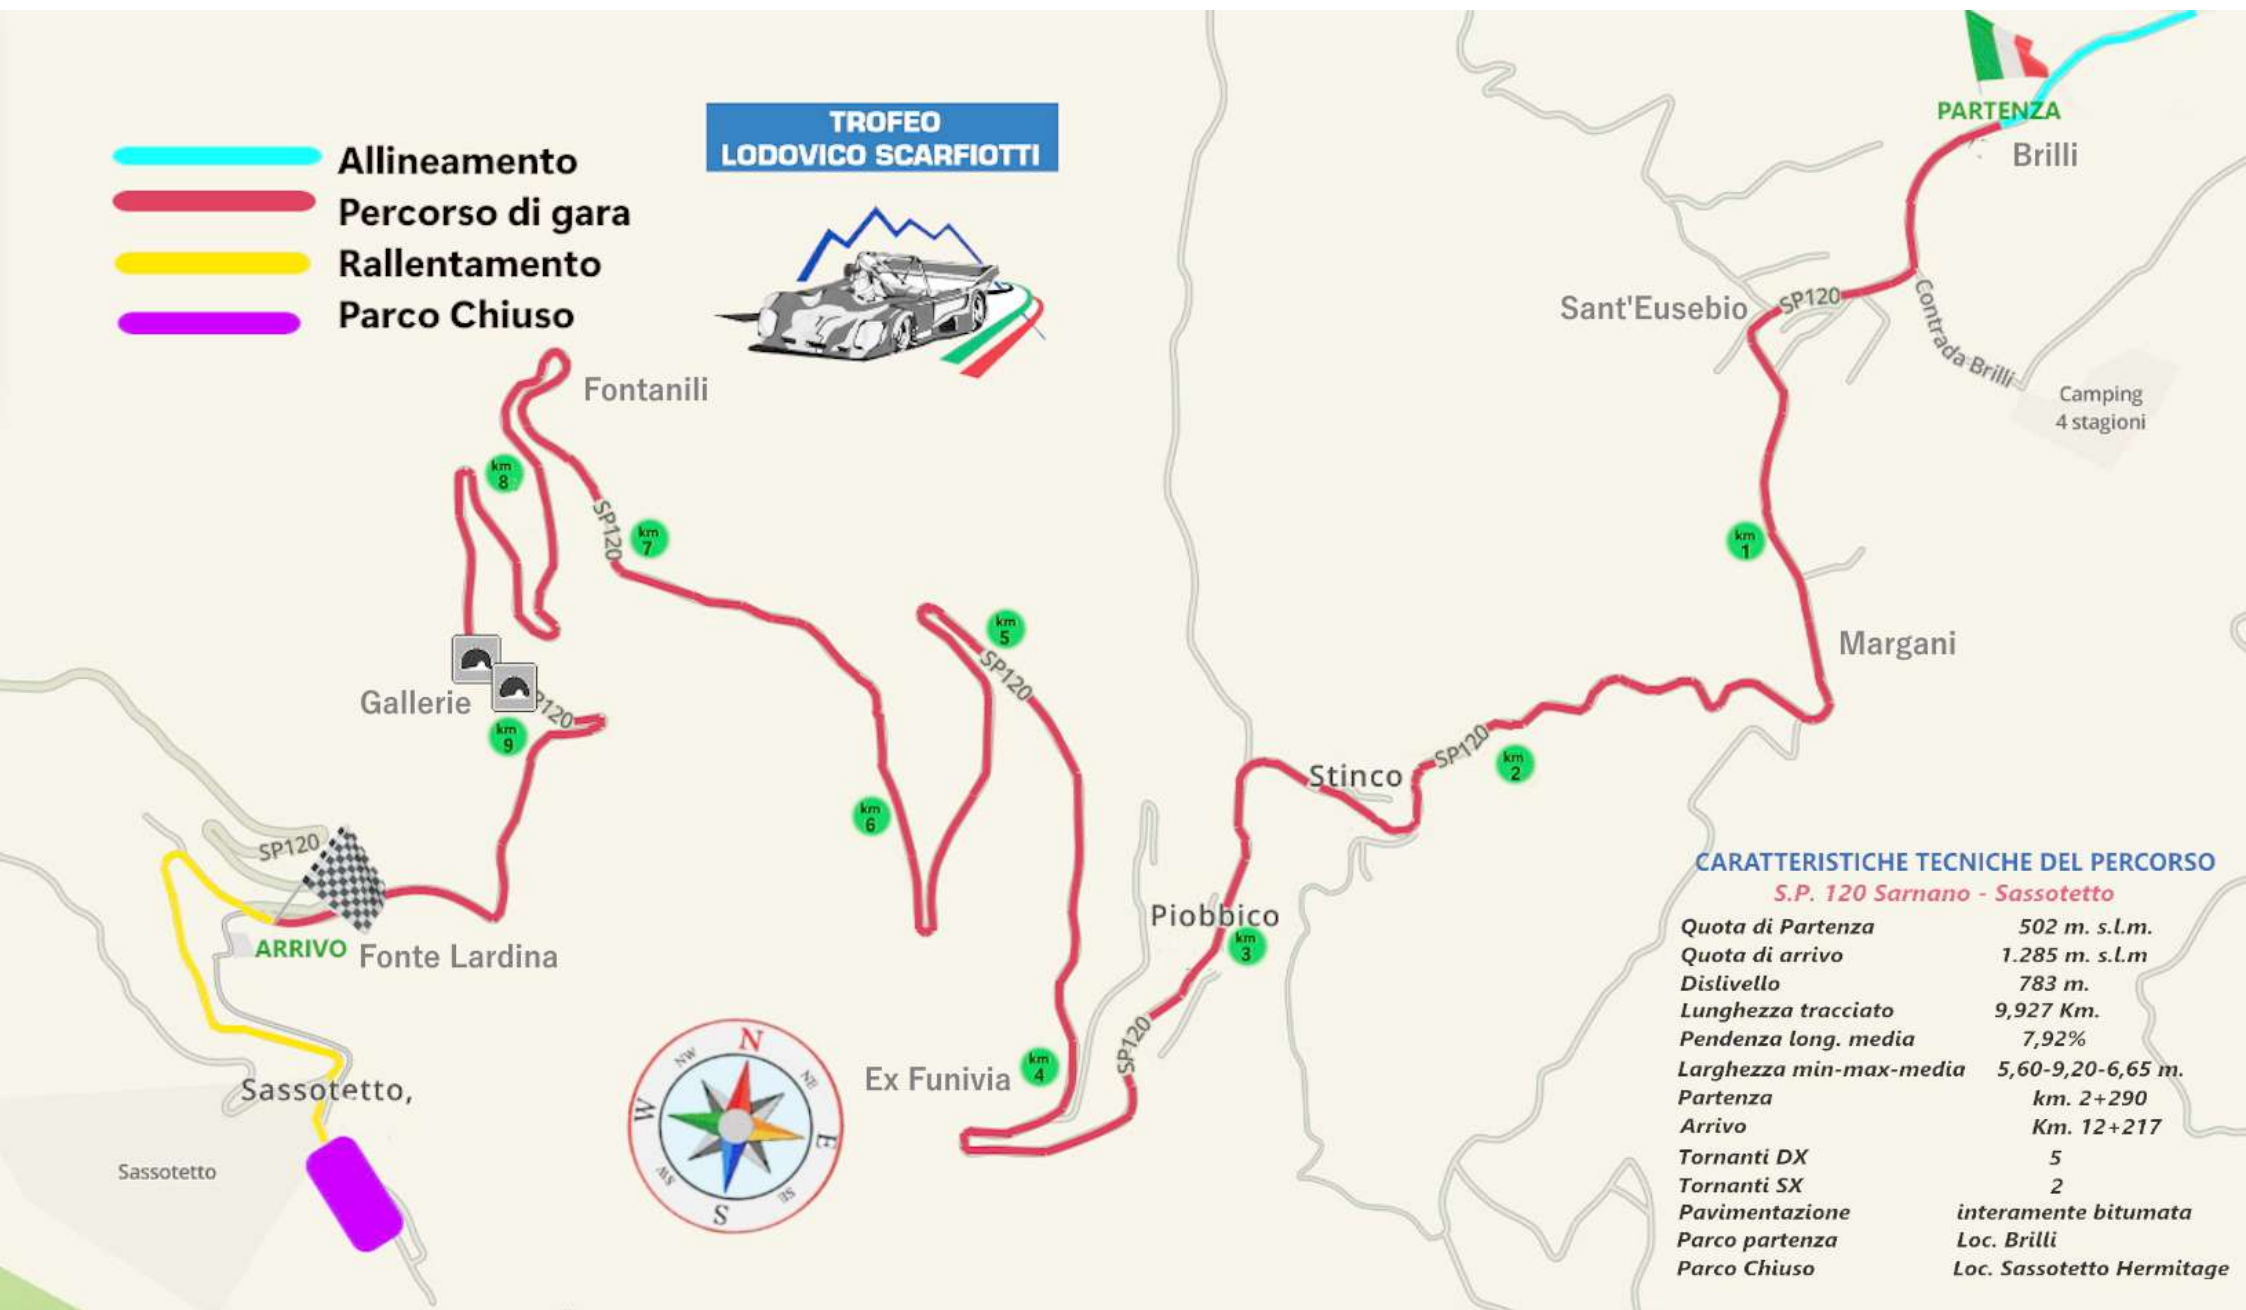 TROFEO
LODOVICO SCARFIOTTI
Allineamento
Percorso di gara
Rallentamento
Parco Chiuso
PARTENZA
Brilli
Sant'Eusebio
SP120
Contrada Brilli
Camping
4 stagioni
km
1
Margani
SP120
km
2
Stinco
Piobbico
km
3
SP120
Ex Funivia
km
4
km
5
SP120
km
6
km
7
SP120
Fontanili
km
8
Gallerie
P120
km
9
SP120
ARRIVO
Fonte Lardina
Sassotetto,
Sassotetto
N
NE
E
SE
S
SW
W
NW
CARATTERISTICHE TECNICHE DEL PERCORSO
S.P. 120 Sarnano - Sassotetto
Quota di Partenza 502 m. s.l.m.
Quota di arrivo 1.285 m. s.l.m
Dislivello 783 m.
Lunghezza tracciato 9,927 Km.
Pendenza long. media 7,92%
Larghezza min-max-media 5,60-9,20-6,65 m.
Partenza km. 2+290
Arrivo Km. 12+217
Tornanti DX 5
Tornanti SX 2
Pavimentazione interamente bitumata
Parco partenza Loc. Brilli
Parco Chiuso Loc. Sassotetto Hermitage